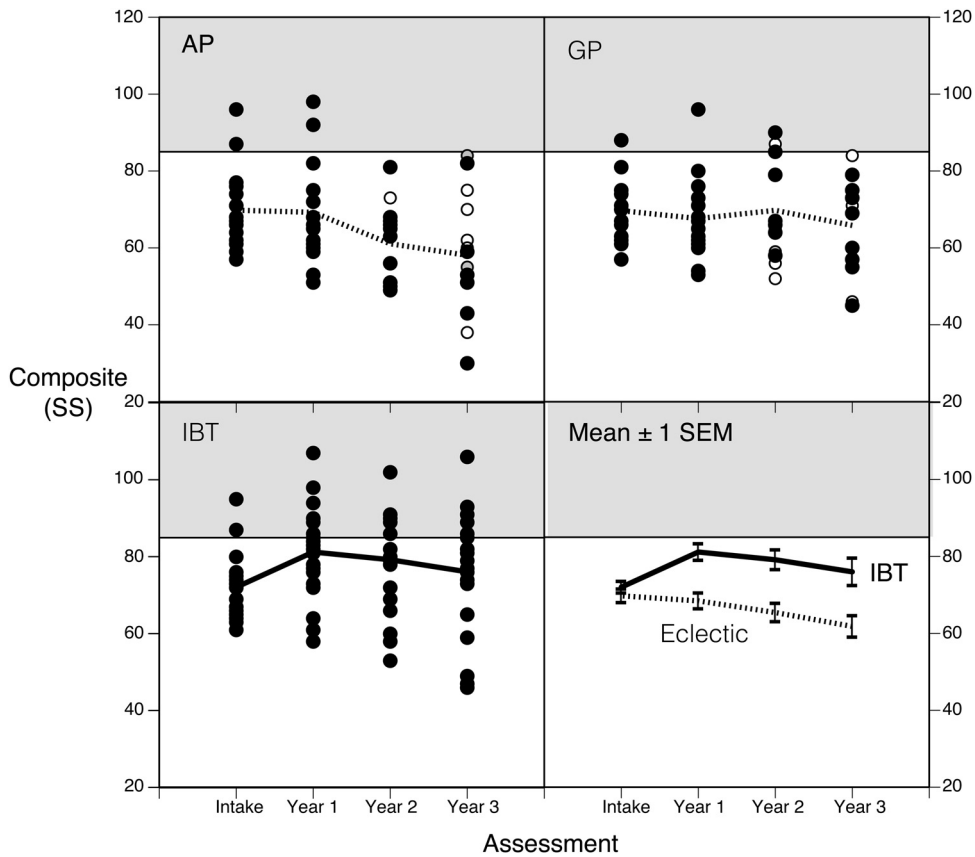 120
120
AP
GP
100
100
80
80
60
60
40
40
Composite
(SS)
20
20
IBT
Mean ± 1 SEM
100
100
80
80
IBT
60
60
Eclectic
40
40
20
20
Intake Year 1 Year 2 Year 3 Intake Year 1 Year 2 Year 3
Assessment